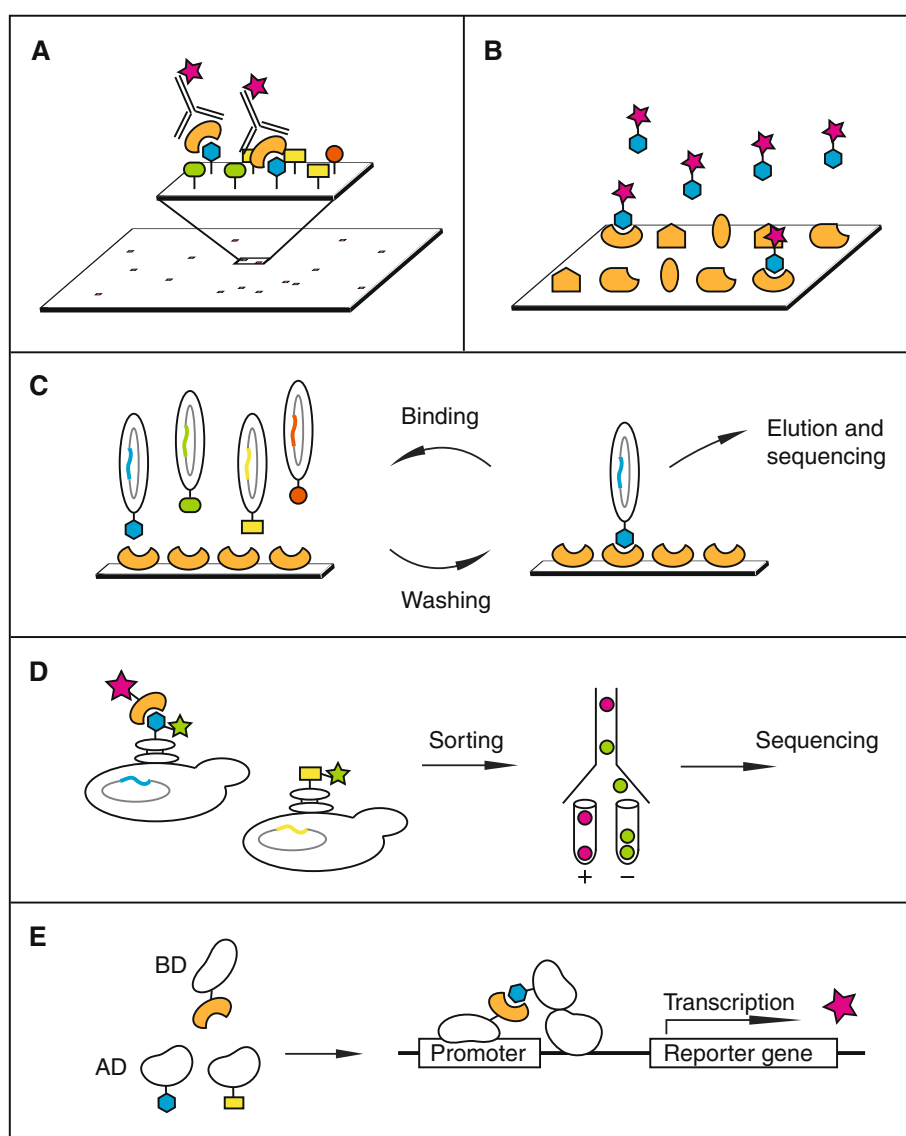 A
B
C
Binding
Washing
Elution and
sequencing
D
Sorting
Sequencing
+
−
E
BD
AD
Promoter
Transcription
Reporter gene